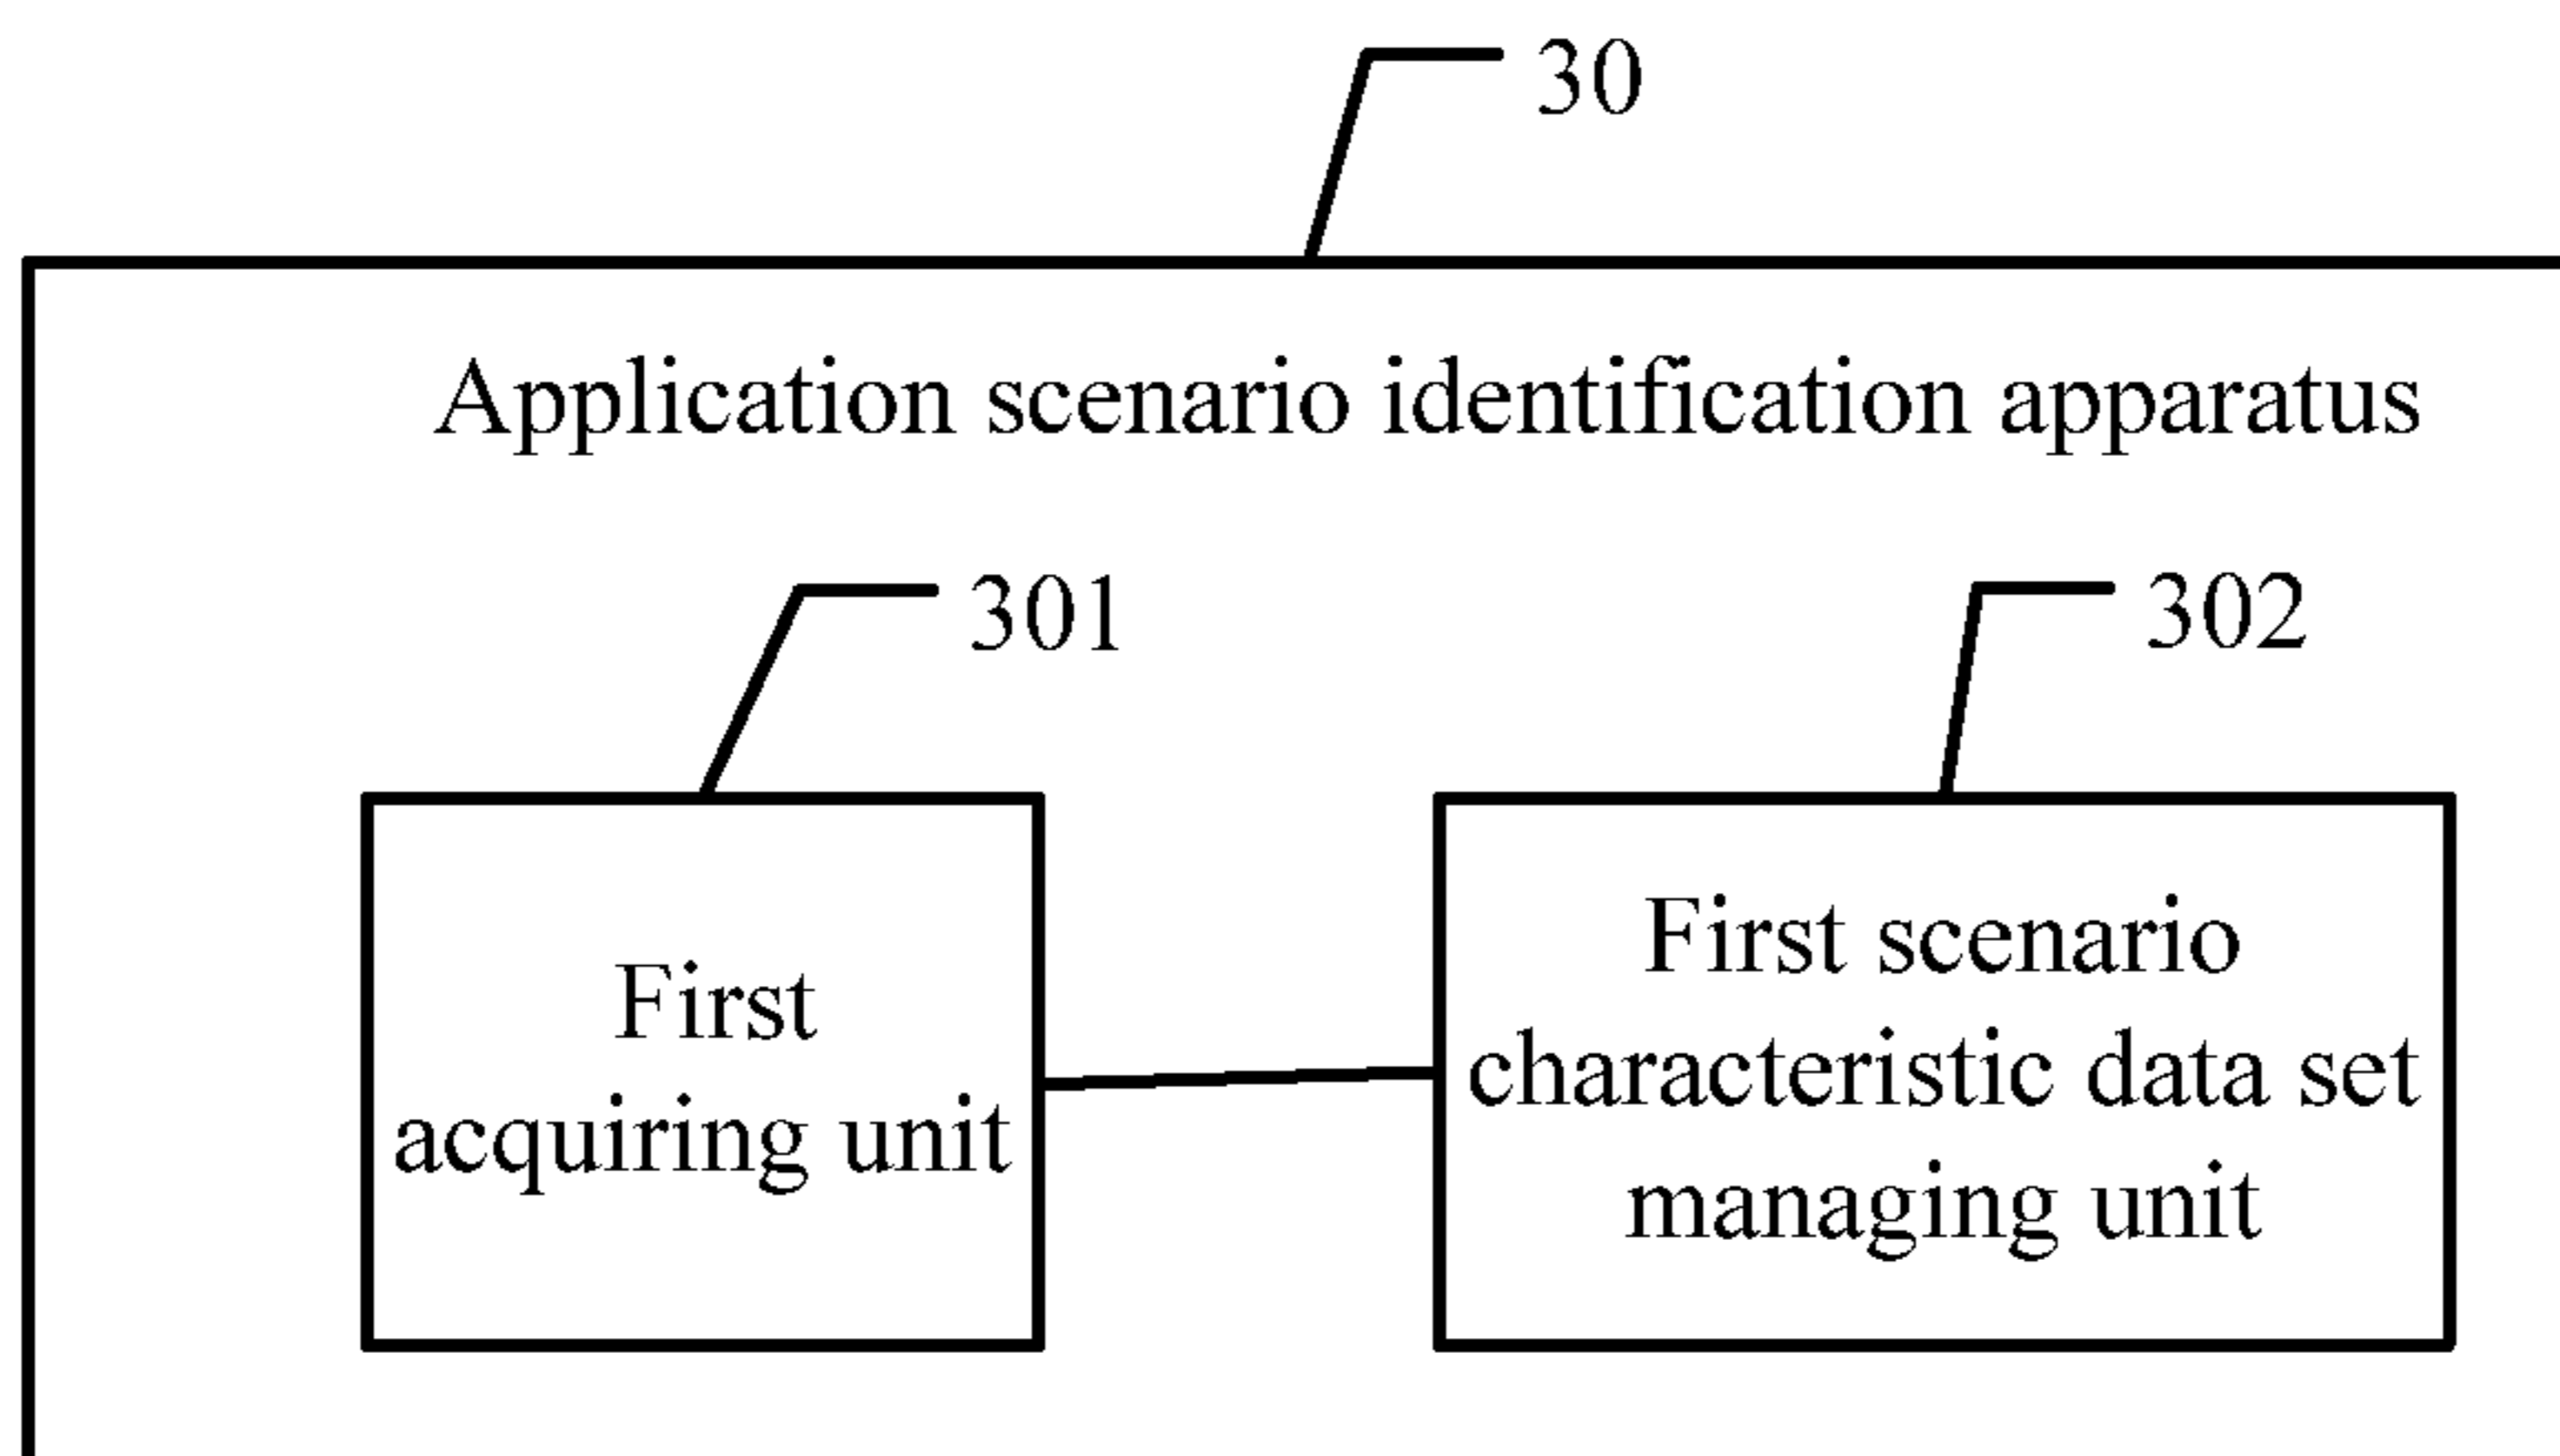 30
Application scenario identification apparatus
301
302
First
acquiring unit
First scenario
characteristic data set
managing unit